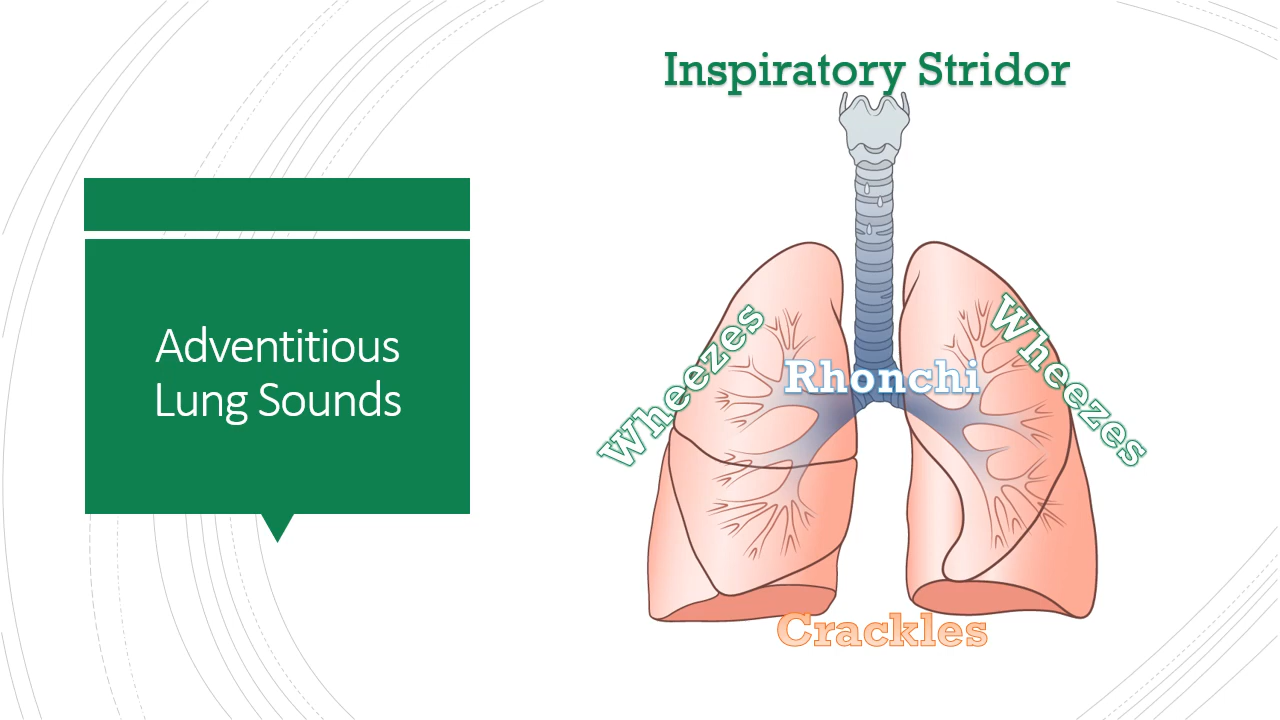 Inspiratory Stridor
Adventitious
Lung Sounds
Wheezes
Rhonchi
Wheezes
Crackles